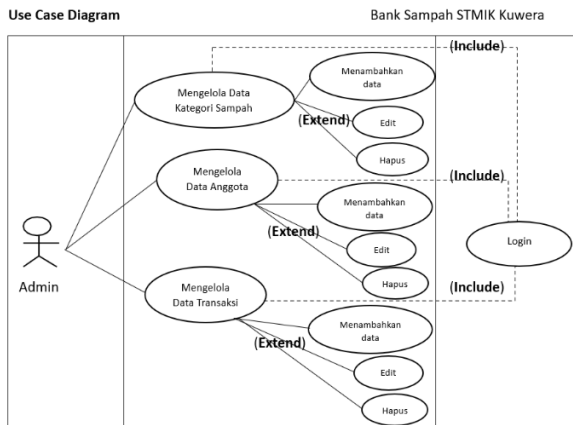 Use Case Diagram
Bank Sampah STMIK Kuwera
(Include)
Mengelola Data
Kategori Sampah
Menambahkan
data
(Extend)
Edit
Hapus
(Include)
Mengelola
Data Anggota
Menambahkan
data
(Extend)
Edit
Hapus
Login
Admin
(Include)
Mengelola
Data Transaksi
Menambahkan
data
(Extend)
Edit
Hapus